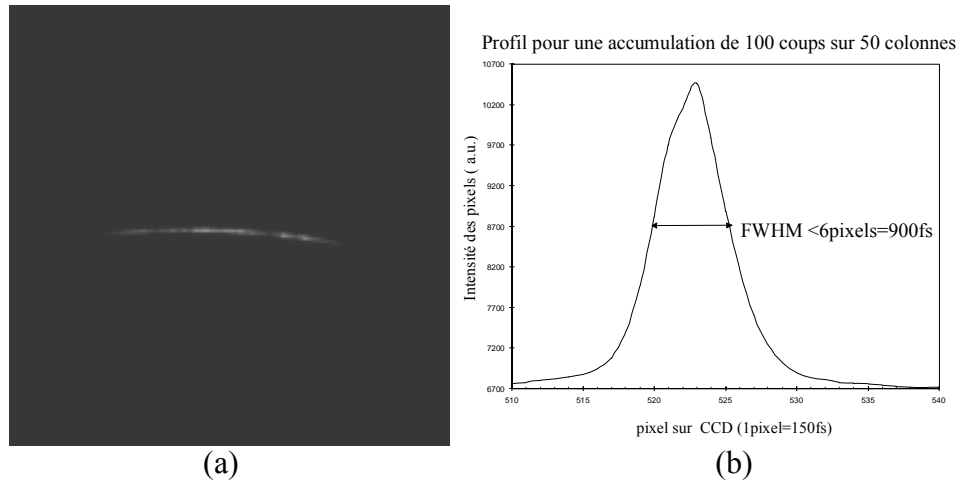 Profil pour une accumulation de 100 coups sur 50 colonnes
10700
10200
9700
9200
8700
8200
7700
7200
6700
Intensité des pixels ( a.u.)
FWHM <6pixels=900fs
510 515 520 525 530 535 540
pixel sur CCD (1pixel=150fs)
(a) (b)